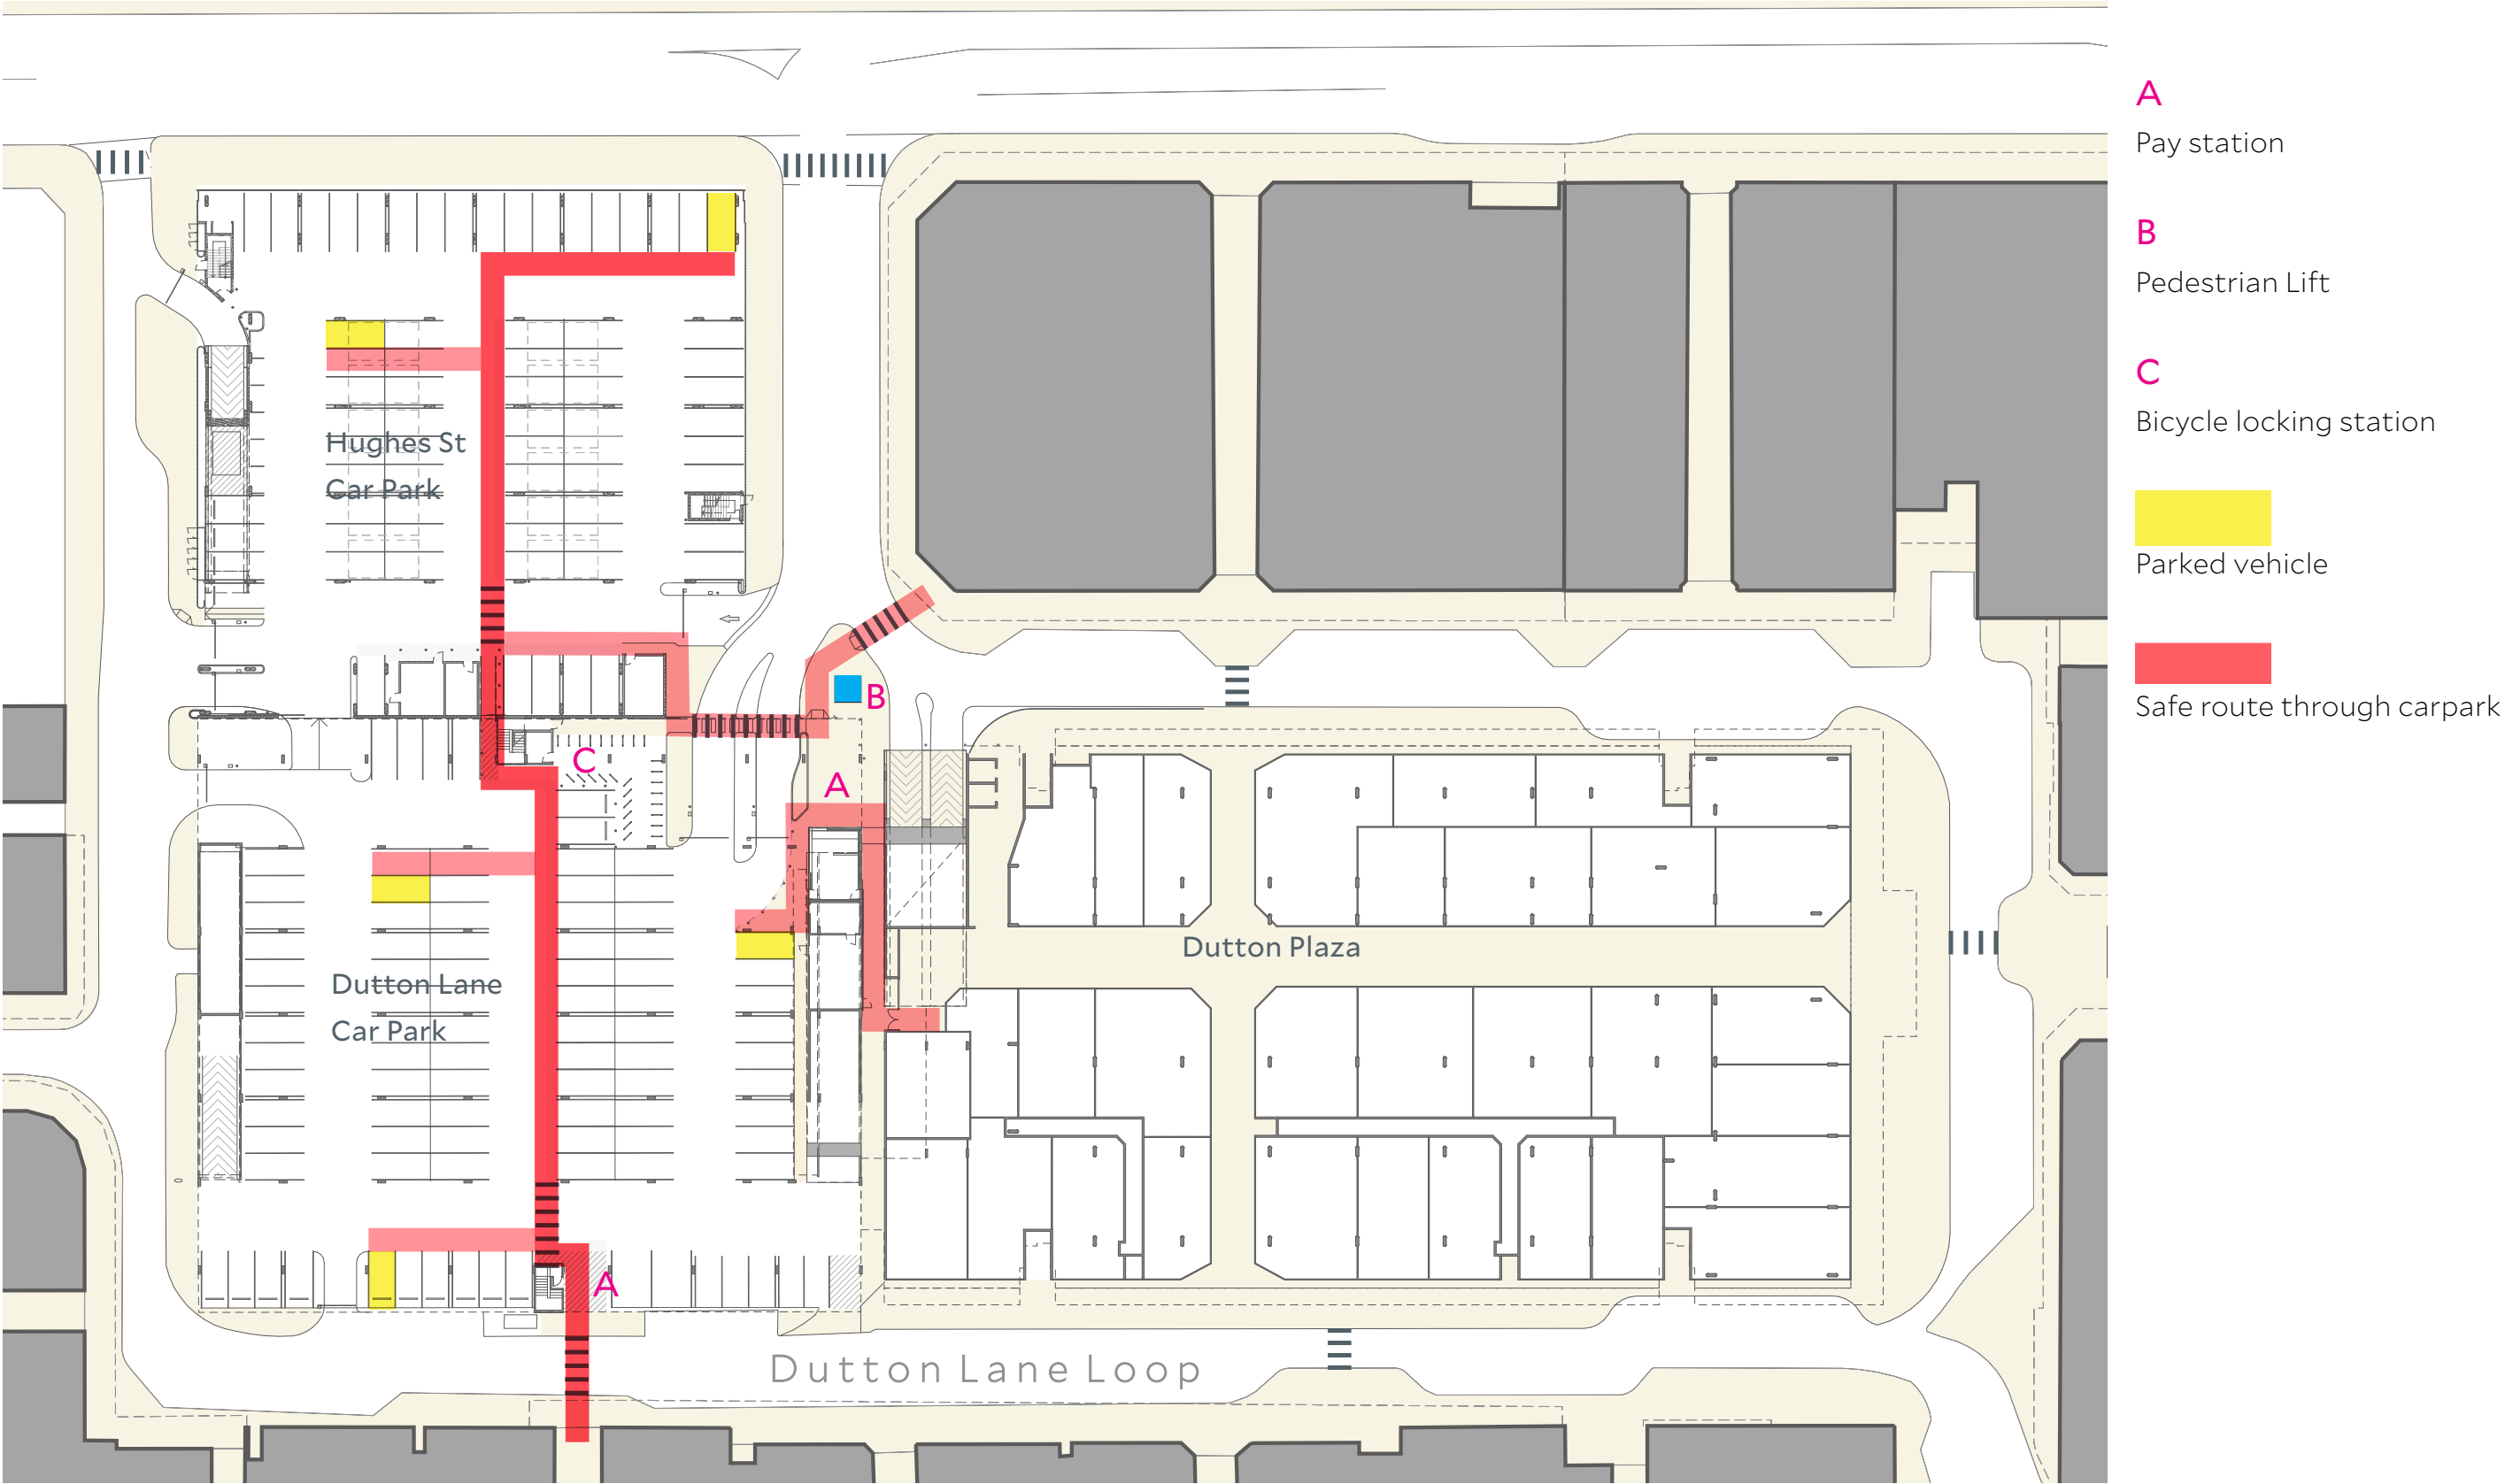 A
Pay station
B
Pedestrian Lift
C
Bicycle locking station
Parked vehicle
Safe route through carpark
Hughes St
Car Park
B
C
A
Dutton Plaza
Dutton Lane
Car Park
A
Dutton Lane Loop